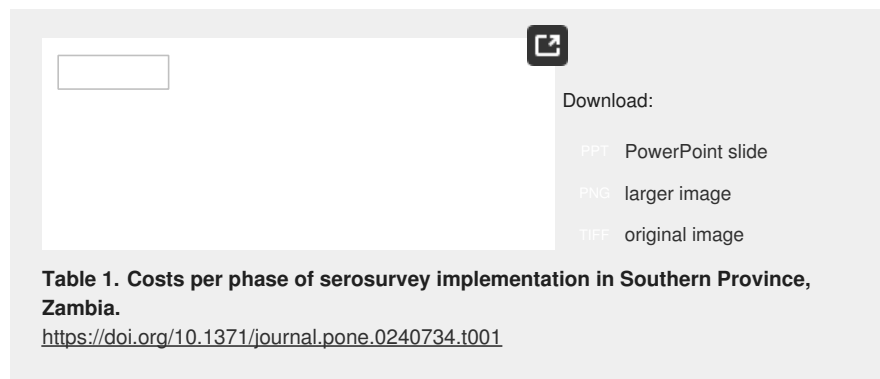 Download:
PPT PowerPoint slide
PNG larger image
TIFF original image
Table 1. Costs per phase of serosurvey implementation in Southern Province,
Zambia.
https://doi.org/10.1371/journal.pone.0240734.t001